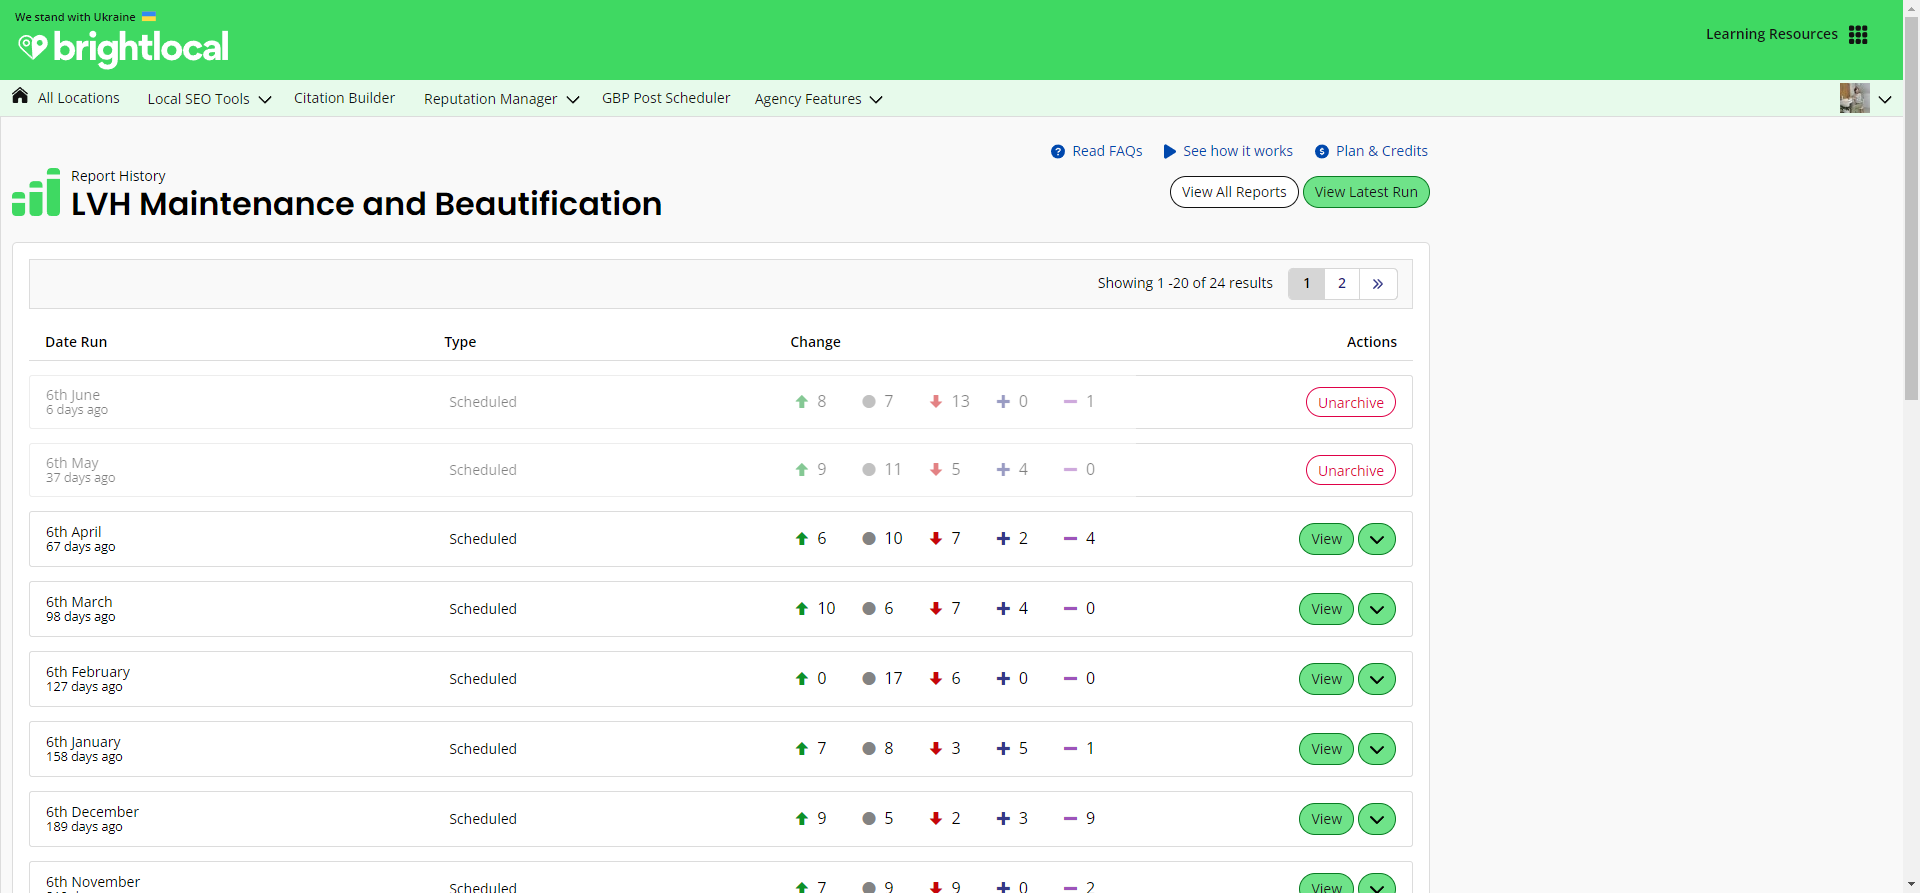 We stand with Ukraine
brightlocal
Learning Resources
All Locations Local SEO Tools Citation Builder Reputation Manager GBP Post Scheduler Agency Features
Read FAQs See how it works Plan & Credits
Report History
LVH Maintenance and Beautification
View All Reports View Latest Run
Showing 1 -20 of 24 results 1 2 »
Date Run Type Change Actions
6th June
6 days ago
Scheduled 8 7 13 0 1 Unarchive
6th May
37 days ago
Scheduled 9 11 5 4 0 Unarchive
6th April
67 days ago
Scheduled 6 10 7 2 4 View
6th March
98 days ago
Scheduled 10 6 7 4 0 View
6th February
127 days ago
Scheduled 0 17 6 0 0 View
6th January
158 days ago
Scheduled 7 8 3 5 1 View
6th December
189 days ago
Scheduled 9 5 2 3 9 View
6th November
Scheduled 7 9 9 0 2 View